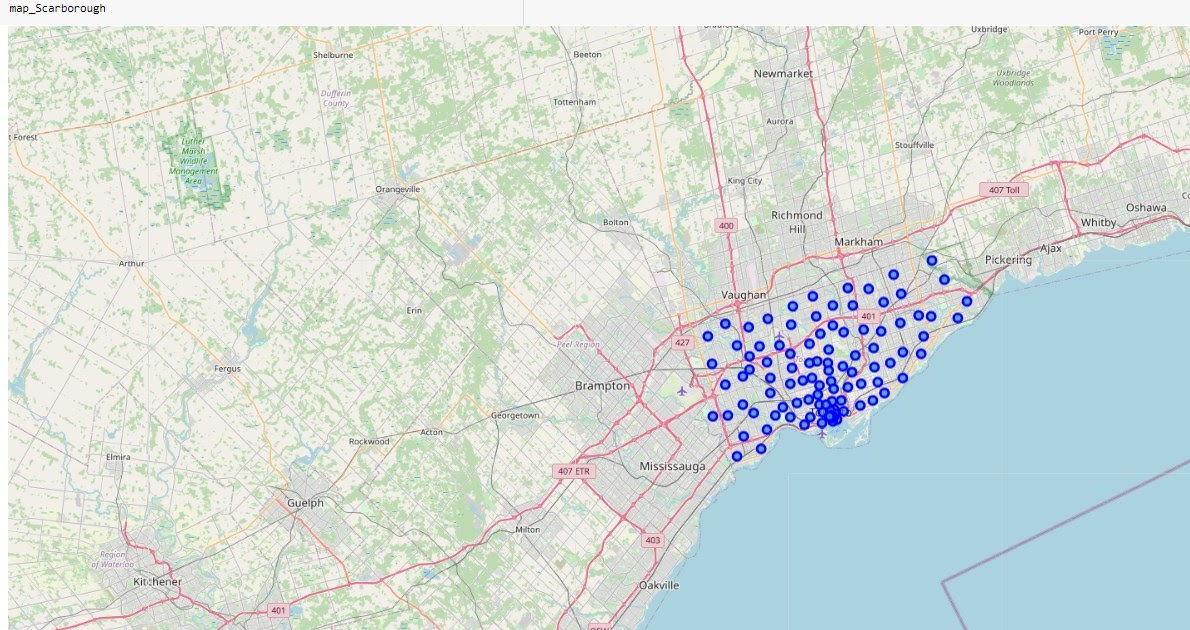 map_Scarborough
Uxbridge
Port Perry
Shelburne
Beeton
Newmarket
Uxbridge
Woodlands
Dufferin
County
Tottenham
Aurora
t Forest
Luther
Marsh
Wildlife
Management
Area
Stouffville
King City
Orangeville
407 Toll
Oshawa
Richmond
Hill
Bolton
400
Whitby
Markham
Ajax
Pickering
Arthur
Vaughan
Erin
401
427
Peel Region
Fergus
Brampton
Georgetown
Acton
Rockwood
Elmira
407 ETR
Mississauga
Guelph
Milton
403
Region
of Waterloo
Kitchener
Oakville
401